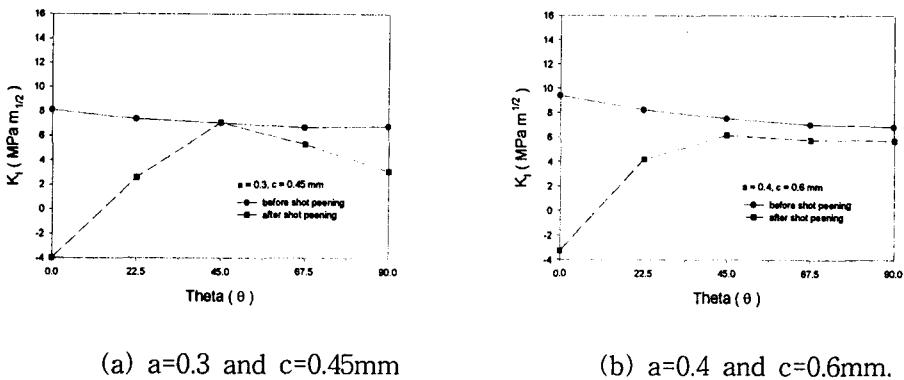 16
14
12
10
8
6
4
2
0
-2
-4
K_I ( MPa m_1/2 )
a = 0.3, c = 0.45 mm
before shot peening
after shot peening
0.0 22.5 45.0 67.5 90.0
Theta ( θ )
(a) a=0.3 and c=0.45mm
16
14
12
10
8
6
4
2
0
-2
-4
K_I ( MPa m^1/2 )
a = 0.4, c = 0.6 mm
before shot peening
after shot peening
0.0 22.5 45.0 67.5 90.0
Theta ( θ )
(b) a=0.4 and c=0.6mm.